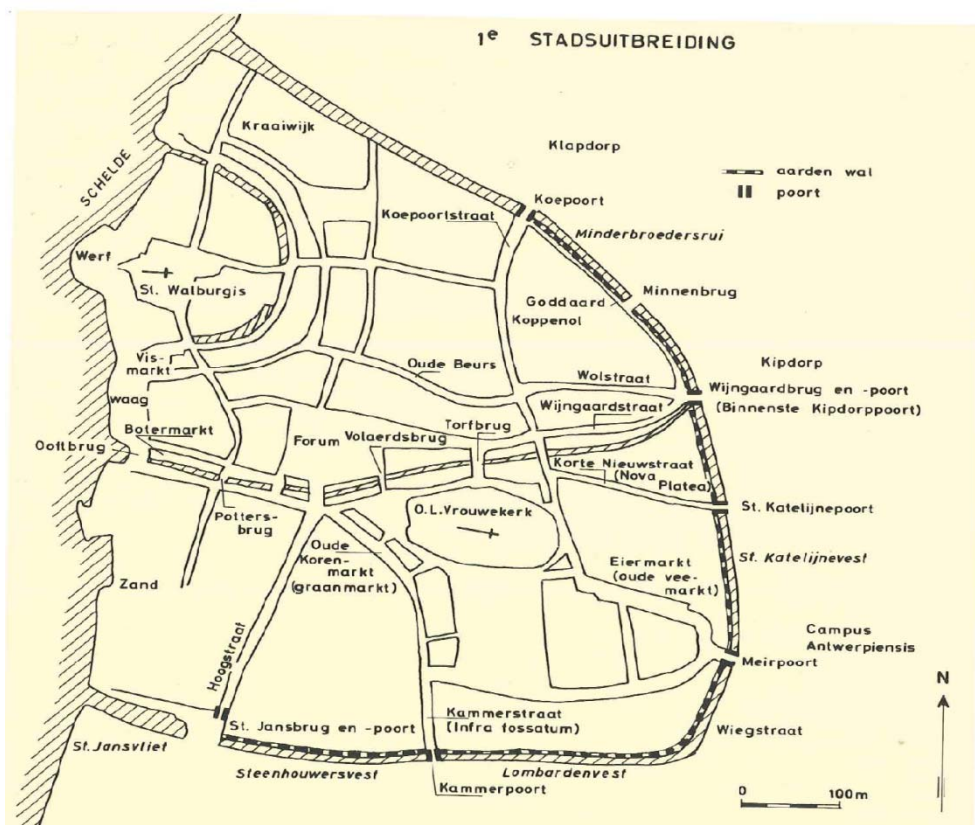 1e STADSUITBREIDING
Kraaiwijk
Klapdorp
aarden wal
poort
SCHELDE
Koepoortstraat
Koepoort
Minderbroedersrui
Werf
St. Walburgis
Goddaard
Koppenol
Minnenbrug
Vis-
markt
Oude Beurs
Wolstraat
Kipdorp
Wijngaardbrug en -poort
(Binnenste Kipdorppoort)
waag
Botermarkt
Wijngaardstraat
Ooftbrug
Forum
Volaerdsbrug
Torfbrug
Korte Nieuwstraat
(Nova
Platea)
Potters-
brug
O.L.Vrouwekerk
St. Katelijnepoort
Oude
Koren-
markt
(graanmarkt)
Eiermarkt
(oude vee-
markt)
St. Katelijnevest
Zand
Hoogstraat
Campus
Antwerpiensis
Meirpoort
N
St. Jansvliet
St. Jansbrug en -poort
Kammerstraat
(Infra fossatum)
Wiegstraat
Steenhouwersvest
Lombardenvest
Kammerpoort
0 100m